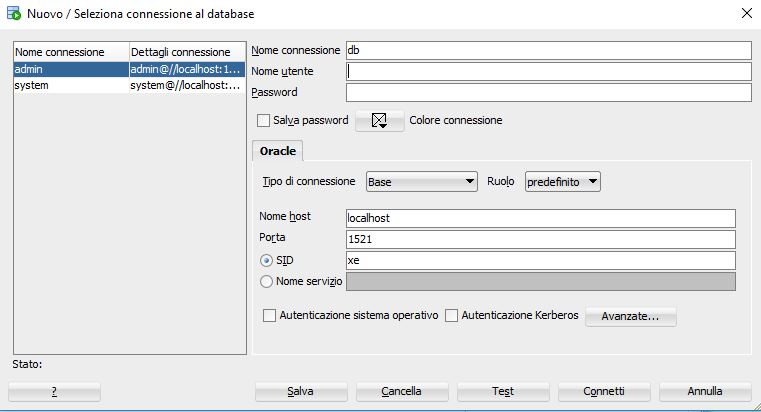 Nuovo / Seleziona connessione al database
Nome connessione Dettagli connessione
admin admin@//localhost:1...
system system@//localhost:...
Nome connessione db
Nome utente
Password
Salva password Colore connessione
Oracle
Tipo di connessione Base Ruolo predefinito
Nome host localhost
Porta 1521
SID xe
Nome servizio
Autenticazione sistema operativo Autenticazione Kerberos Avanzate...
Stato:
? Salva Cancella Test Connetti Annulla